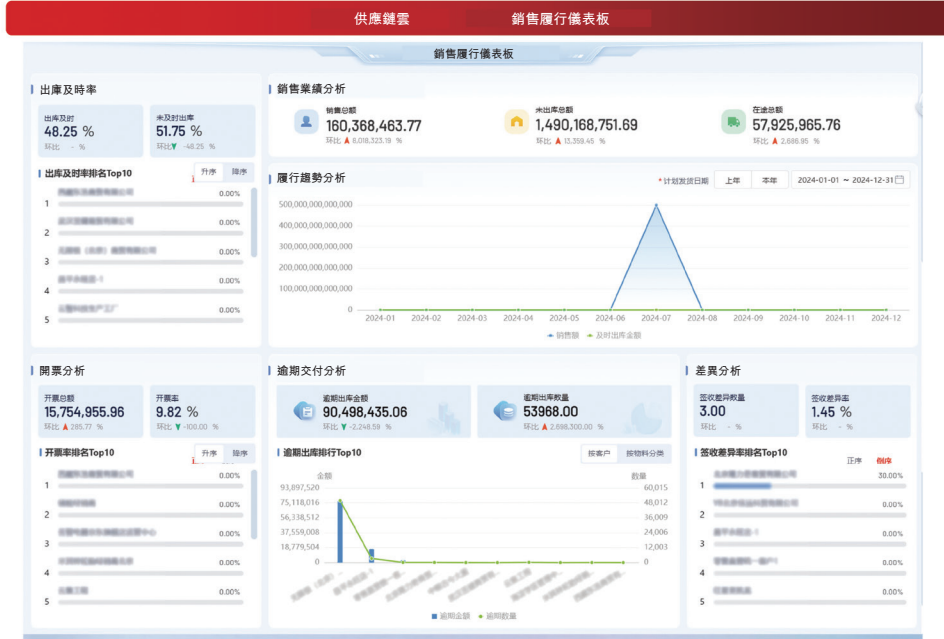 供應鏈雲 銷售履行儀表板
銷售履行儀表板
出庫及時率
出库及时
48.25 %
环比 - %
未及时出库
51.75 %
环比▼ -48.25 %
出库及时率排名Top10
升序 降序
0.00%
1
0.00%
2
0.00%
3
0.00%
4
0.00%
5
銷售業績分析
销售总额
160,368,463.77
环比 ▲ 6,018,323.19 %
未出库总额
1,490,168,751.69
环比 ▲ 13,359.45 %
在途总额
57,925,965.76
环比 ▲ 2,686.95 %
履行趨勢分析
*计划发货日期 上年 本年 2024-01-01 ~ 2024-12-31
500,000,000,000,000
400,000,000,000,000
300,000,000,000,000
200,000,000,000,000
100,000,000,000,000
0
2024-01 2024-02 2024-03 2024-04 2024-05 2024-06 2024-07 2024-08 2024-09 2024-10 2024-11 2024-12
销售额 及时出库金额
開票分析
开票总额
15,754,955.96
环比 ▲ 285.77 %
开票率
9.82 %
环比 ▼ -100.00 %
开票率排名Top10
升序 降序
0.00%
1
0.00%
2
0.00%
3
0.00%
4
0.00%
5
逾期交付分析
逾期出库金额
90,498,435.06
环比 ▼ -2,248.59 %
逾期出库数量
53968.00
环比 ▲ 2,698,300.00 %
逾期出库排行Top10
按客户 按物料分类
金额 数量
93,897,520 60,015
75,118,016 48,012
56,338,512 36,009
37,559,008 24,006
18,779,504 12,003
0 0
逾期金额 逾期数量
差異分析
签收差异数量
3.00
环比 - %
签收差异率
1.45 %
环比 - %
签收差异率排名Top10
正序 倒序
30.00%
1
0.00%
2
0.00%
3
0.00%
4
0.00%
5